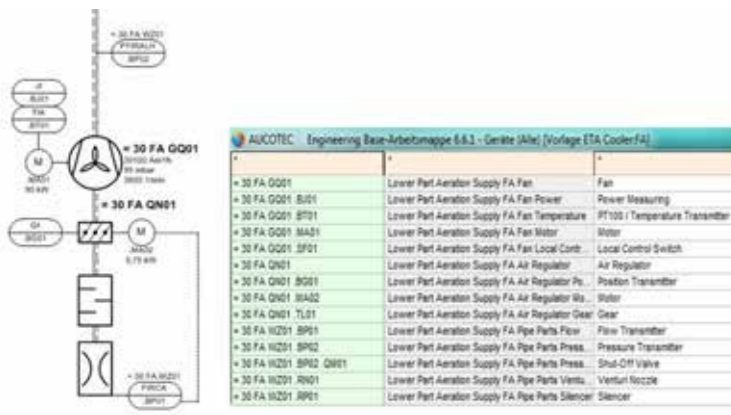 = 30 FA WZ01
PFIRALH
BP02
JI
BJ01
TIA
BT01
M
MA01
90 kW
= 30 FA GQ01
99 mbar
= 30 FA QN01
GI
BG01
M
MA02
0,75 kW
= 30 FA WZ01
FIRCA
BP01
AUCOTEC Engineering Base-Arbeitsmappe 6.6.1 - Geräte (Alle) [Vorlage ETA Cooler:FA]
= 30 FA GQ01 Lower Part Aeration Supply FA Fan Fan
= 30 FA GQ01 .BJ01 Lower Part Aeration Supply FA Fan Power Power Measuring
= 30 FA GQ01 .BT01 Lower Part Aeration Supply FA Fan Temperature PT100 / Temperature Transmitter
= 30 FA GQ01 .MA01 Lower Part Aeration Supply FA Fan Motor Motor
= 30 FA GQ01 .SF01 Lower Part Aeration Supply FA Fan Local Contr... Local Control Switch
= 30 FA QN01 Lower Part Aeration Supply FA Air Regulator Air Regulator
= 30 FA QN01 .BG01 Lower Part Aeration Supply FA Air Regulator Po... Position Transmitter
= 30 FA QN01 .MA02 Lower Part Aeration Supply FA Air Regulator Mo... Motor
= 30 FA QN01 .TL01 Lower Part Aeration Supply FA Air Regulator Gear Gear
= 30 FA WZ01 .BP01 Lower Part Aeration Supply FA Pipe Parts Flow Flow Transmitter
= 30 FA WZ01 .BP02 Lower Part Aeration Supply FA Pipe Parts Press... Pressure Transmitter
= 30 FA WZ01 .BP02 .QM01 Lower Part Aeration Supply FA Pipe Parts Press... Shut-Off Valve
= 30 FA WZ01 .RN01 Lower Part Aeration Supply FA Pipe Parts Ventu... Venturi Nozzle
= 30 FA WZ01 .RP01 Lower Part Aeration Supply FA Pipe Parts Silencer Silencer